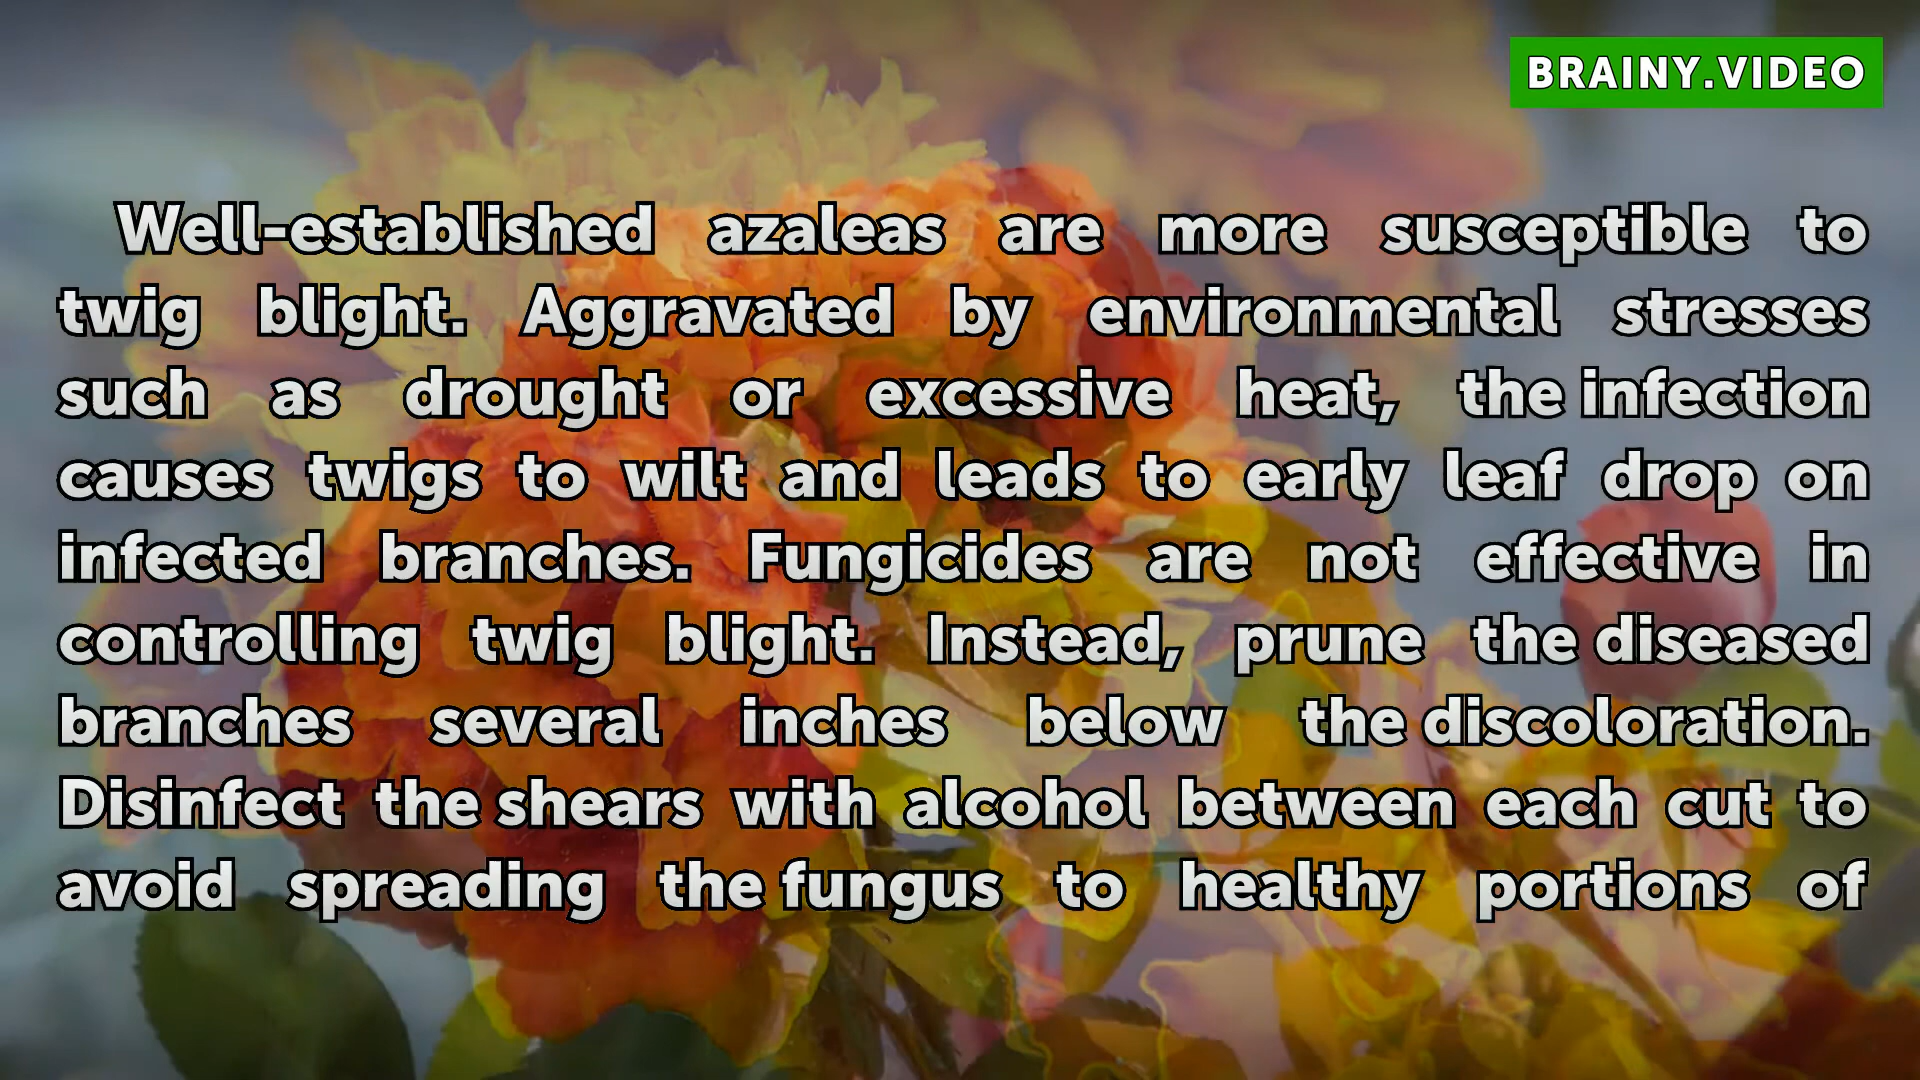 BRAINY.VIDEO
Well-established azaleas are more susceptible to
twig blight. Aggravated by environmental stresses
such as drought or excessive heat, the infection
causes twigs to wilt and leads to early leaf drop on
infected branches. Fungicides are not effective in
controlling twig blight. Instead, prune the diseased
branches several inches below the discoloration.
Disinfect the shears with alcohol between each cut to
avoid spreading the fungus to healthy portions of